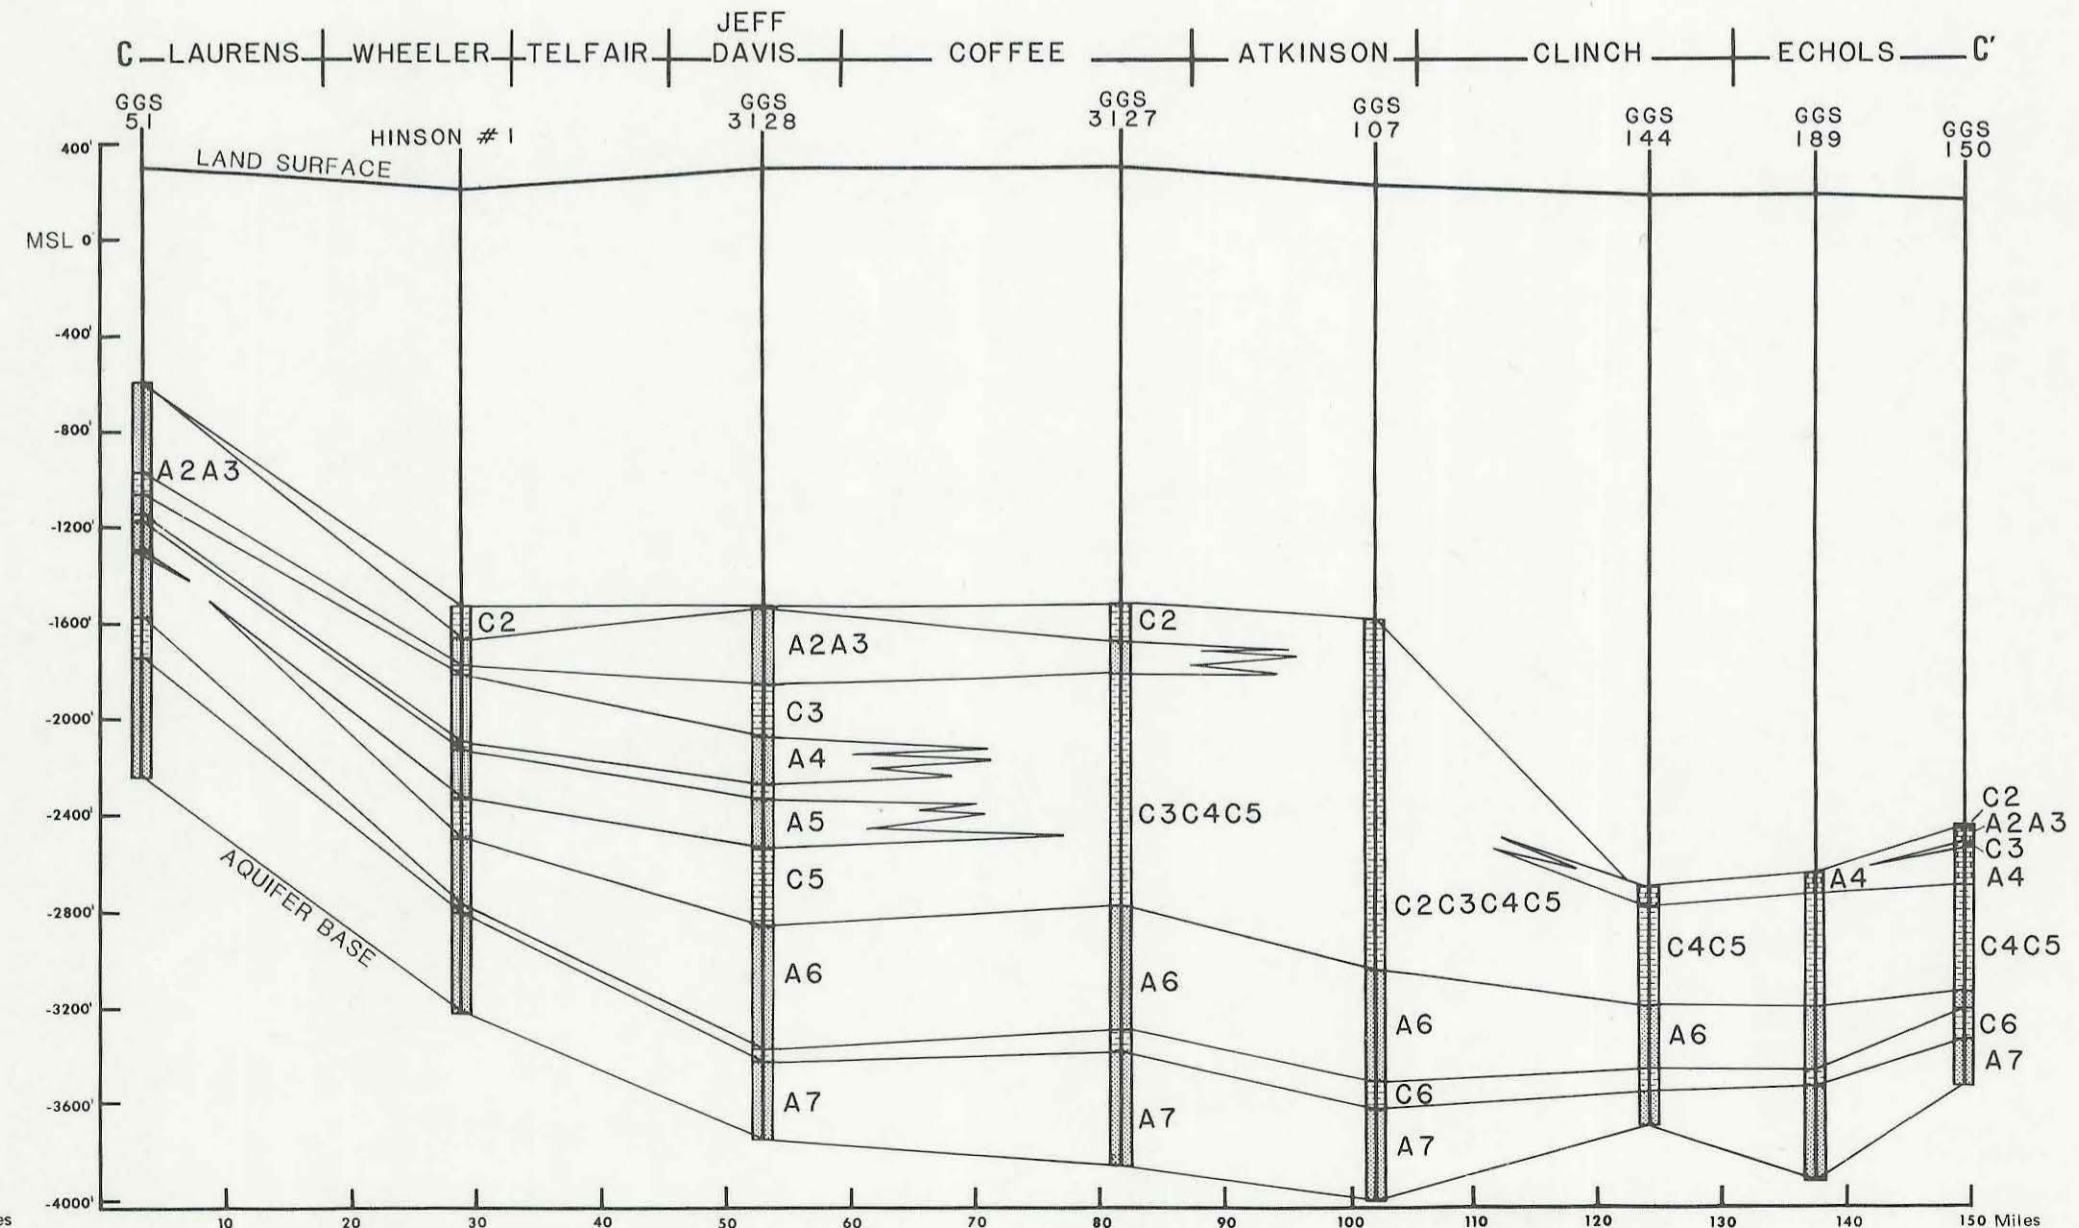 JEFF
C LAURENS WHEELER TELFAIR DAVIS COFFEE ATKINSON CLINCH ECHOLS C'
GGS 51
HINSON # 1
GGS 3128
GGS 3127
GGS 107
GGS 144
GGS 189
GGS 150
400'
LAND SURFACE
MSL 0'
-400'
-800'
A2A3
-1200'
-1600'
C2
A2A3
C2
-2000'
C3
A4
-2400'
A5
C3C4C5
C2
A2A3
C3
C5
A4
A4
-2800'
AQUIFER BASE
C2C3C4C5
C4C5
C4C5
A6
A6
-3200'
A6
A6
C6
A7
-3600'
A7
A7
C6
A7
-4000'
es
10 20 30 40 50 60 70 80 90 100 110 120 130 140 150 Miles